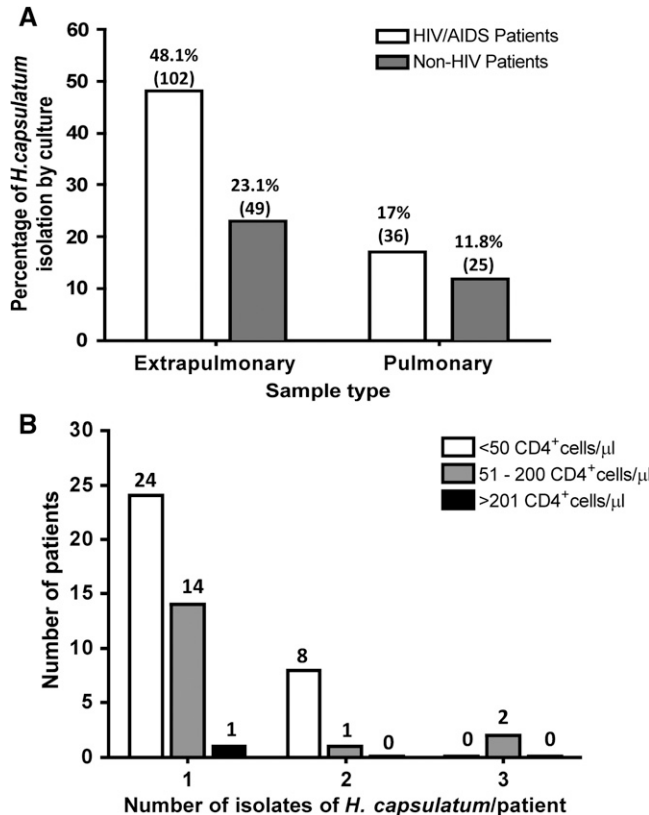 A
Percentage of H.capsulatum
isolation by culture
60
50
40
30
20
10
0
HIV/AIDS Patients
Non-HIV Patients
48.1%
(102)
23.1%
(49)
17%
(36)
11.8%
(25)
Extrapulmonary Pulmonary
Sample type
B
Number of patients
30
25
20
15
10
5
0
<50 CD4⁺cells/µl
51 - 200 CD4⁺cells/µl
>201 CD4⁺cells/µl
24 14 1 8 1 0 0 2 0
1 2 3
Number of isolates of H. capsulatum/patient